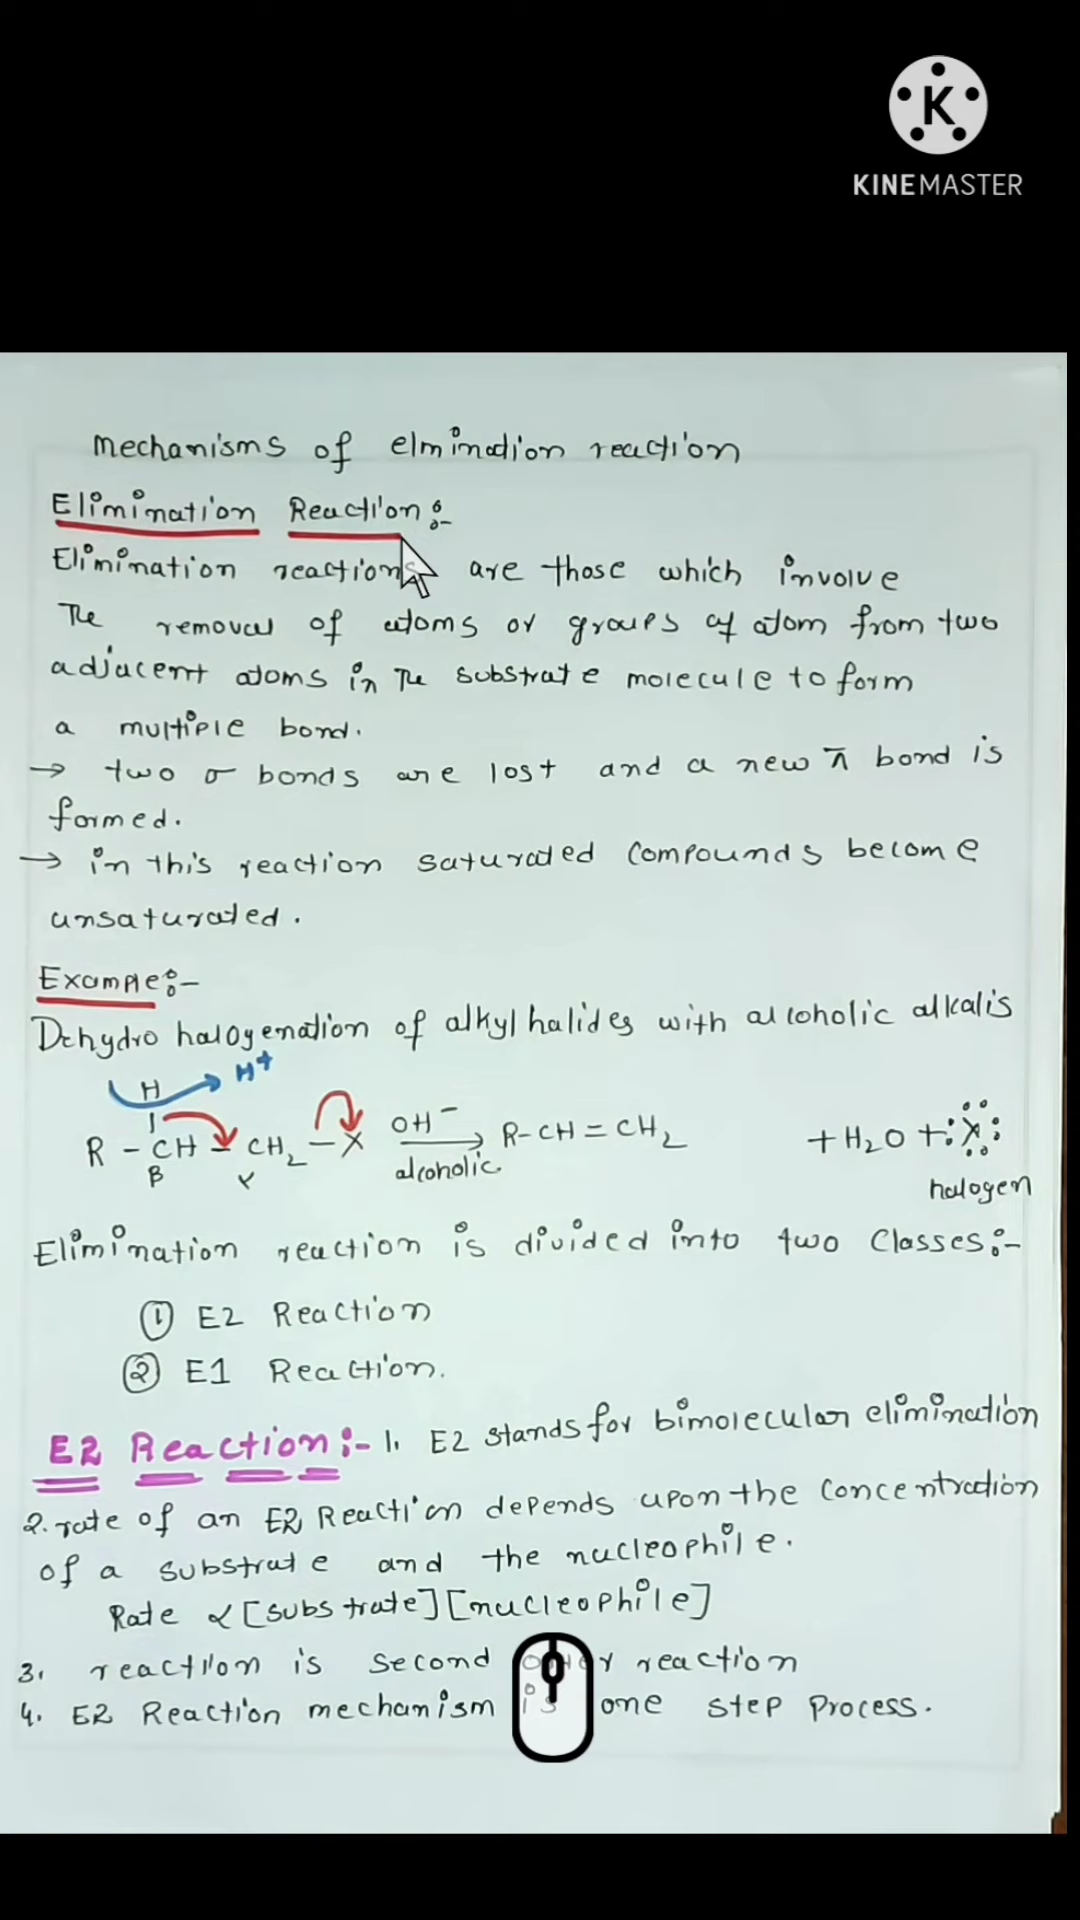 K
KINEMASTER
Mechanisms of elmination reaction
Elimination Reaction:-
Elimination reactions are those which involve
The removal of atoms or groups of atom from two
adjacent atoms in The substrate molecule to form
a multiple bond.
→ two σ bonds are lost and a new π bond is
formed.
→ in this reaction saturated compounds become
unsaturated.
Example:-
Dehydro halogenation of alkyl halides with alcoholic alkalis
H H+
R - CH - CH2 - X OH- → R-CH=CH2 + H2O + :X:
β alcoholic
halogen
Elimination reaction is divided into two Classes:-
① E2 Reaction
② E1 Reaction.
E2 Reaction:- 1. E2 stands for bimolecular elimination
2. rate of an E2 Reaction depends upon the concentration
of a substrate and the nucleophile.
Rate ∝ [substrate][nucleophile]
3. reaction is second order reaction
4. E2 Reaction mechanism is one step process.